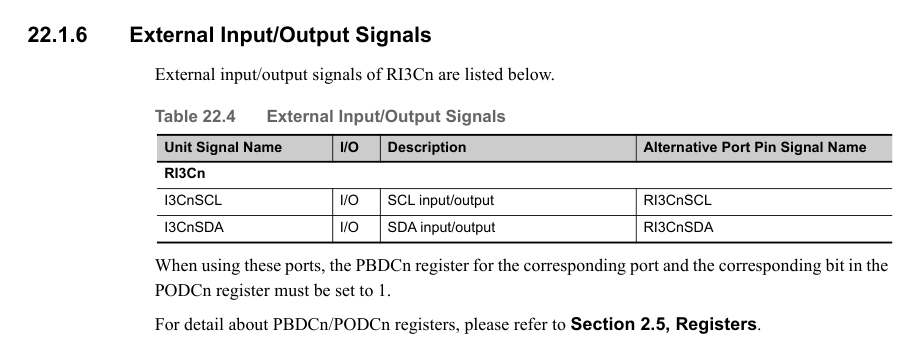 22.1.6 External Input/Output Signals
External input/output signals of RI3Cn are listed below.
Table 22.4 External Input/Output Signals
Unit Signal Name I/O Description Alternative Port Pin Signal Name
RI3Cn
I3CnSCL I/O SCL input/output RI3CnSCL
I3CnSDA I/O SDA input/output RI3CnSDA
When using these ports, the PBDCn register for the corresponding port and the corresponding bit in the
PODCn register must be set to 1.
For detail about PBDCn/PODCn registers, please refer to Section 2.5, Registers.